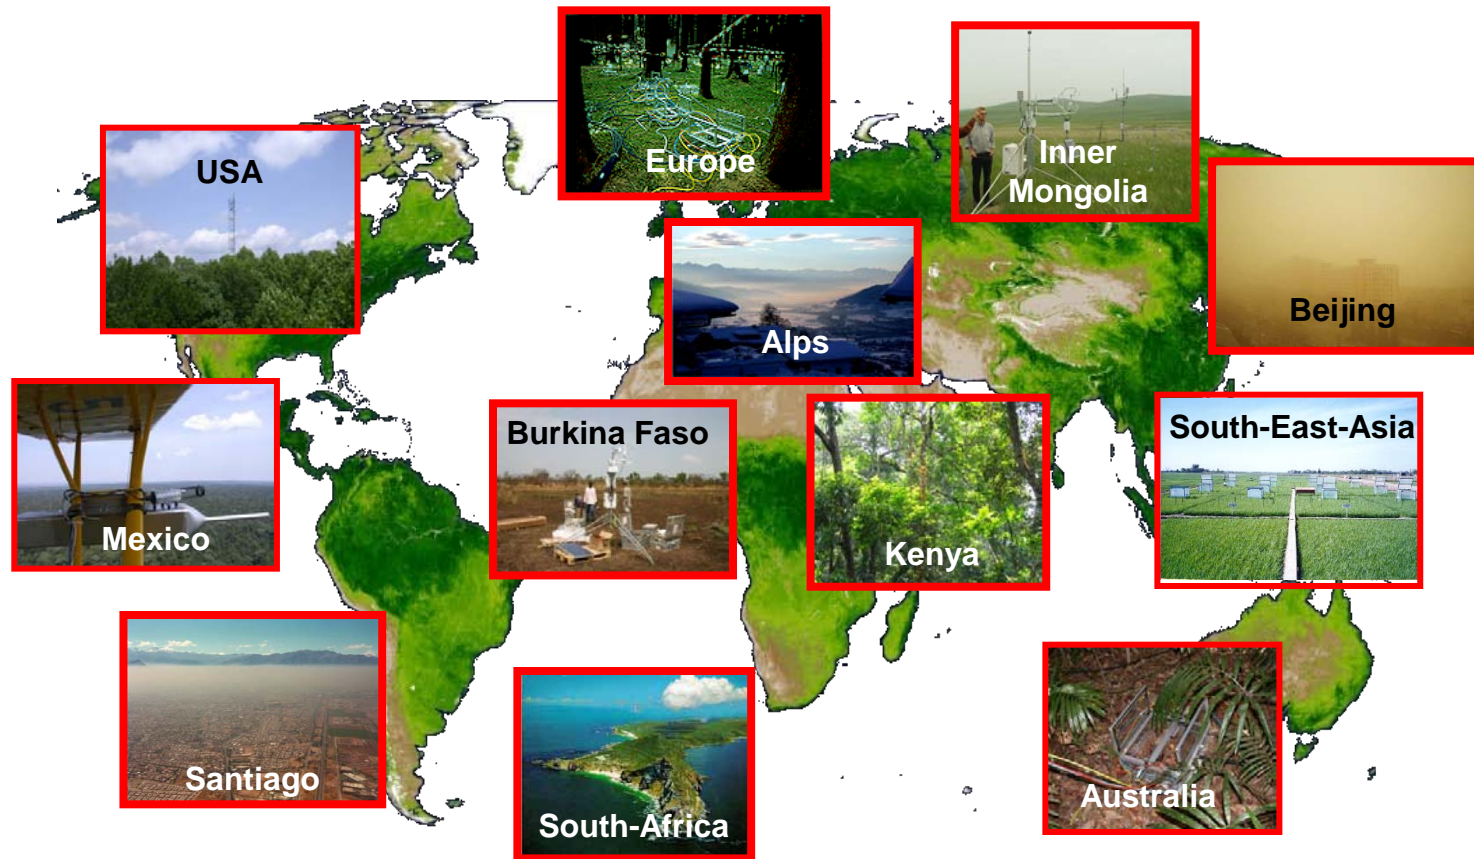 USA
Europe
Inner
Mongolia
Beijing
Alps
Mexico
Burkina Faso
Kenya
South-East-Asia
Santiago
South-Africa
Australia